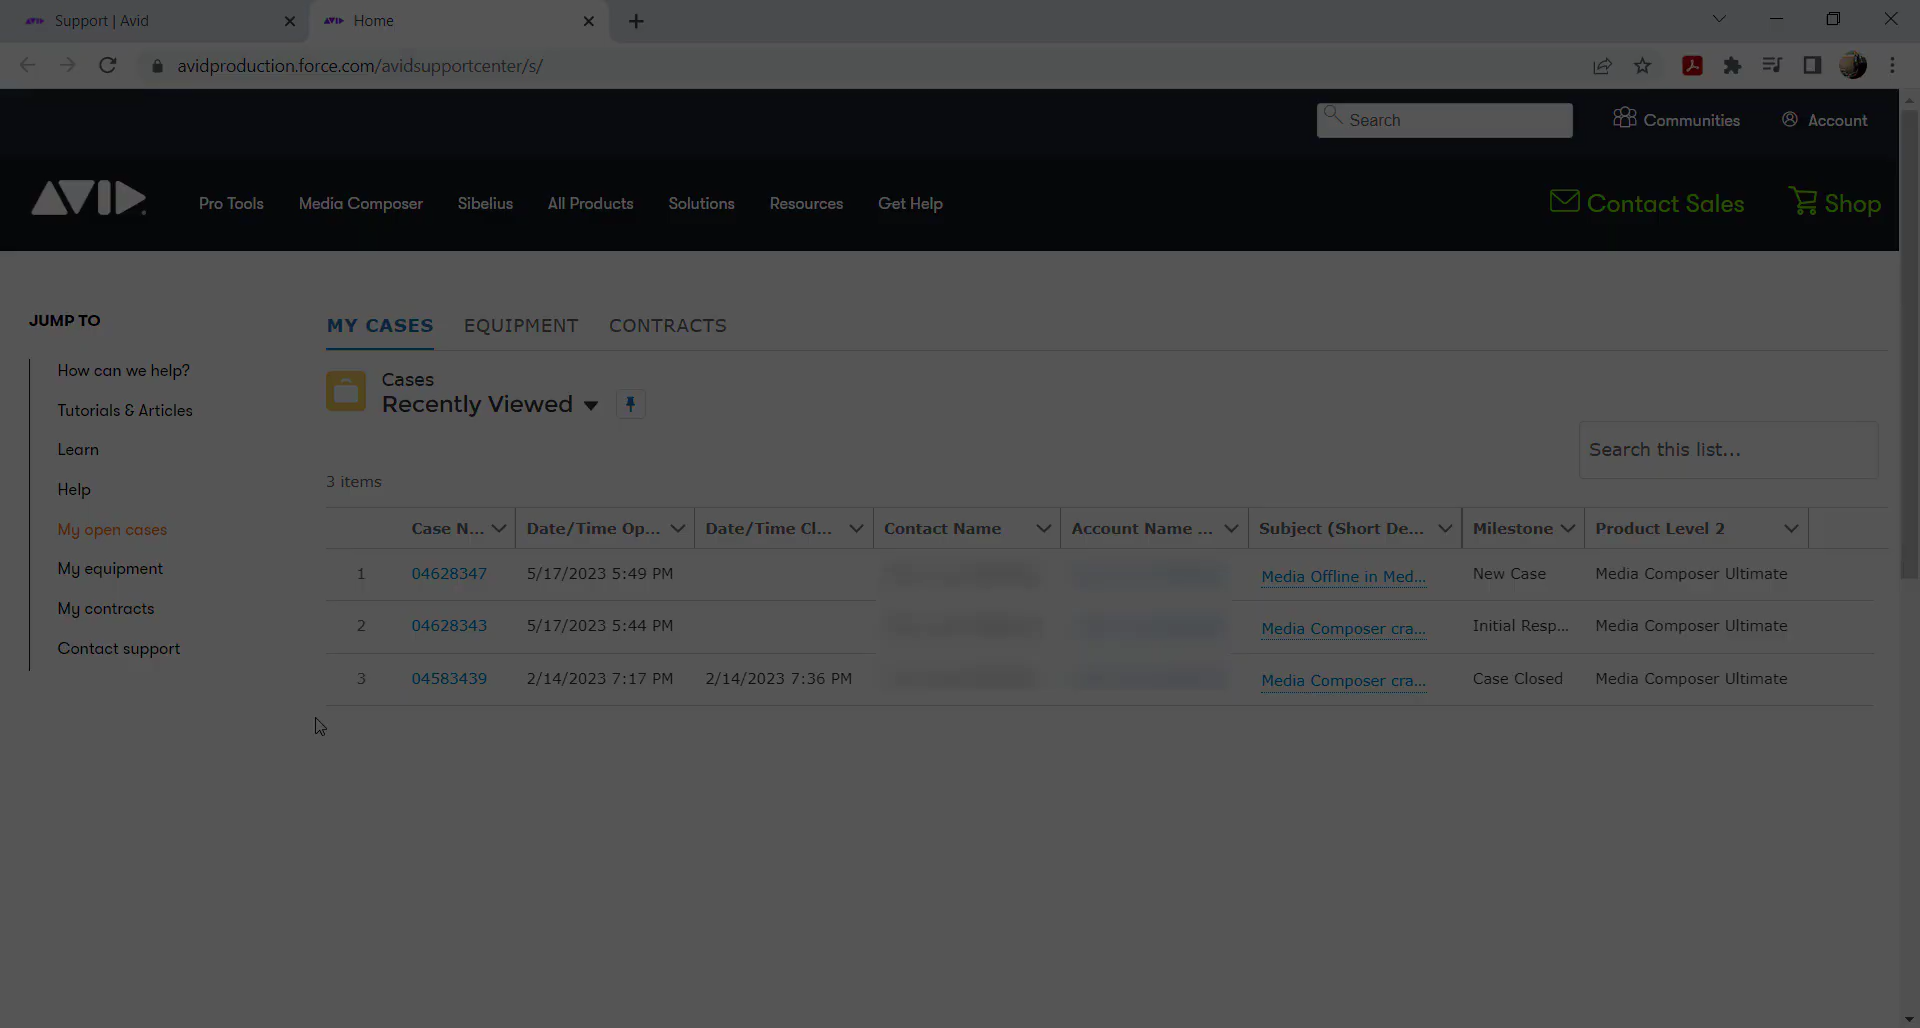 Support | Avid
Home
avidproduction.force.com/avidsupportcenter/s/
Search
Communities
Account
AVID
Pro Tools
Media Composer
Sibelius
All Products
Solutions
Resources
Get Help
Contact Sales
Shop
JUMP TO
How can we help?
Tutorials & Articles
Learn
Help
My open cases
My equipment
My contracts
Contact support
MY CASES
EQUIPMENT
CONTRACTS
Cases
Recently Viewed
Search this list...
3 items
Case N... Date/Time Op... Date/Time Cl... Contact Name Account Name ... Subject (Short De... Milestone Product Level 2
1 04628347 5/17/2023 5:49 PM Media Offline in Med... New Case Media Composer Ultimate
2 04628343 5/17/2023 5:44 PM Media Composer cra... Initial Resp... Media Composer Ultimate
3 04583439 2/14/2023 7:17 PM 2/14/2023 7:36 PM Media Composer cra... Case Closed Media Composer Ultimate